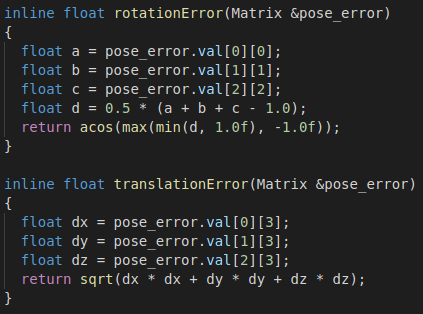 inline float rotationError(Matrix &pose_error)
{
  float a = pose_error.val[0][0];
  float b = pose_error.val[1][1];
  float c = pose_error.val[2][2];
  float d = 0.5 * (a + b + c - 1.0);
  return acos(max(min(d, 1.0f), -1.0f));
}

inline float translationError(Matrix &pose_error)
{
  float dx = pose_error.val[0][3];
  float dy = pose_error.val[1][3];
  float dz = pose_error.val[2][3];
  return sqrt(dx * dx + dy * dy + dz * dz);
}